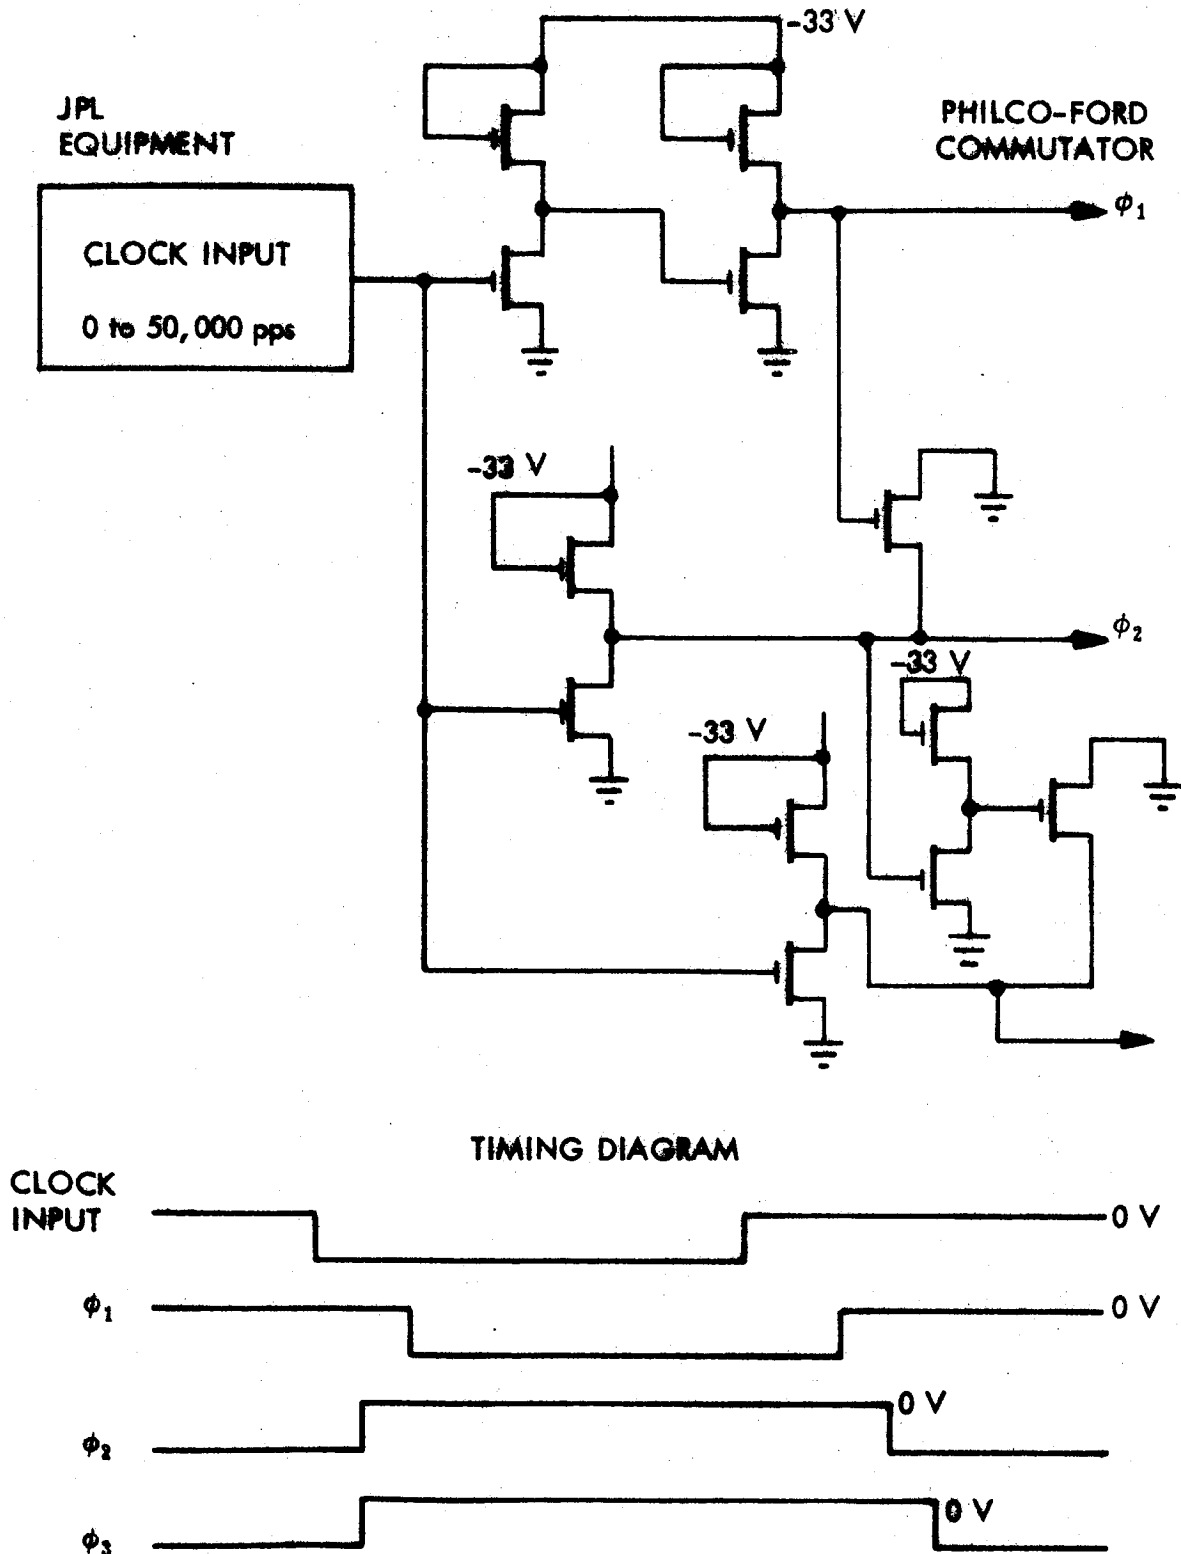 -33 V
JPL
EQUIPMENT
PHILCO-FORD
COMMUTATOR
ϕ1
CLOCK INPUT
0 to 50,000 pps
-33 V
ϕ2
-33 V
-33 V
TIMING DIAGRAM
CLOCK
INPUT
0 V
ϕ1
0 V
ϕ2
0 V
ϕ3
0 V